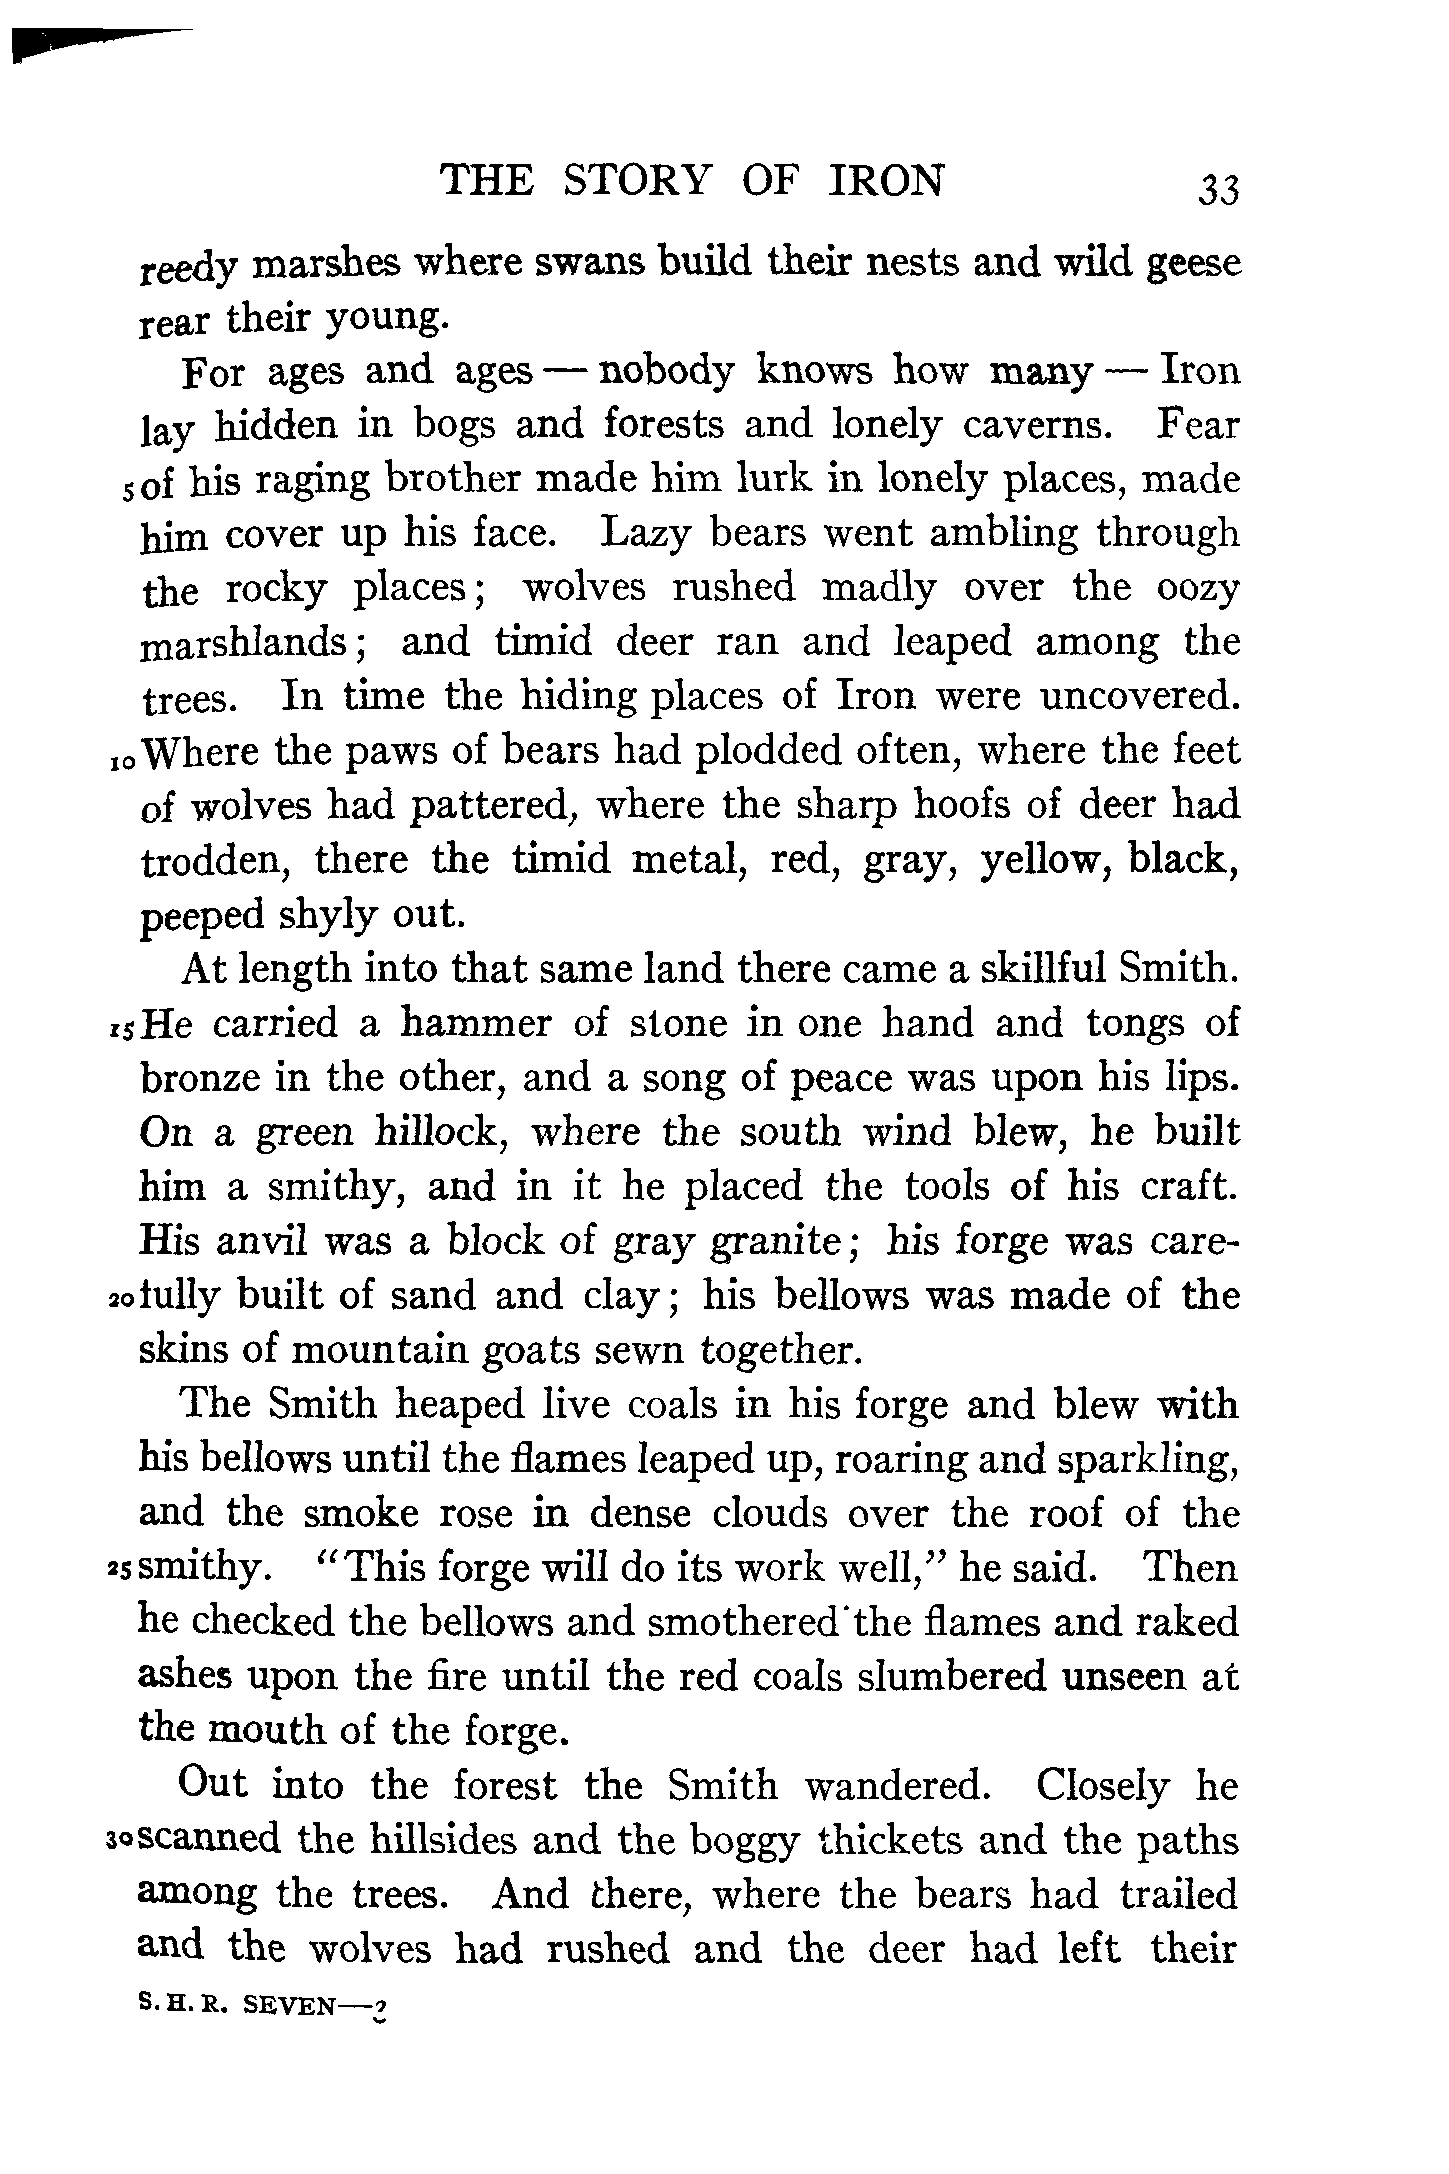 THE STORY OF IRON 33
reedy marshes where swans build their nests and wild geese
rear their young.
For ages and ages — nobody knows how many — Iron
lay hidden in bogs and forests and lonely caverns. Fear
5 of his raging brother made him lurk in lonely places, made
him cover up his face. Lazy bears went ambling through
the rocky places; wolves rushed madly over the oozy
marshlands; and timid deer ran and leaped among the
trees. In time the hiding places of Iron were uncovered.
10 Where the paws of bears had plodded often, where the feet
of wolves had pattered, where the sharp hoofs of deer had
trodden, there the timid metal, red, gray, yellow, black,
peeped shyly out.
At length into that same land there came a skillful Smith.
15 He carried a hammer of stone in one hand and tongs of
bronze in the other, and a song of peace was upon his lips.
On a green hillock, where the south wind blew, he built
him a smithy, and in it he placed the tools of his craft.
His anvil was a block of gray granite; his forge was care-
20 fully built of sand and clay; his bellows was made of the
skins of mountain goats sewn together.
The Smith heaped live coals in his forge and blew with
his bellows until the flames leaped up, roaring and sparkling,
and the smoke rose in dense clouds over the roof of the
25 smithy. "This forge will do its work well," he said. Then
he checked the bellows and smothered the flames and raked
ashes upon the fire until the red coals slumbered unseen at
the mouth of the forge.
Out into the forest the Smith wandered. Closely he
30 scanned the hillsides and the boggy thickets and the paths
among the trees. And there, where the bears had trailed
and the wolves had rushed and the deer had left their
S. H. R. SEVEN—2